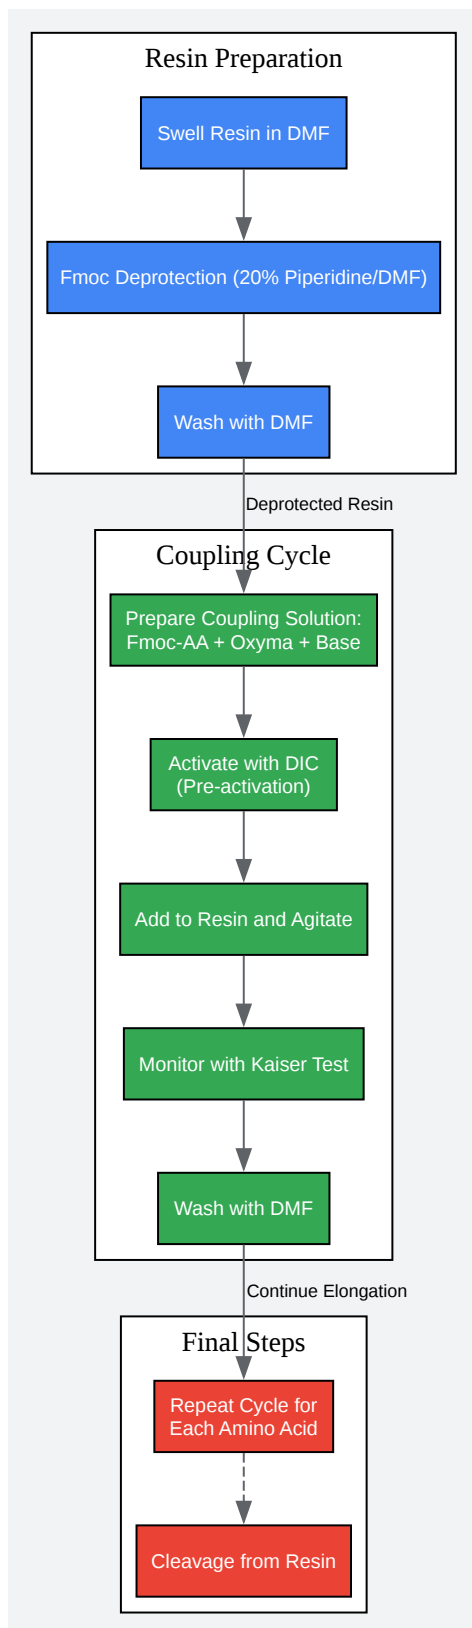 Resin Preparation
Swell Resin in DMF
Fmoc Deprotection (20% Piperidine/DMF)
Wash with DMF
Deprotected Resin
Coupling Cycle
Prepare Coupling Solution:
Fmoc-AA + Oxyma + Base
Activate with DIC
(Pre-activation)
Add to Resin and Agitate
Monitor with Kaiser Test
Wash with DMF
Continue Elongation
Final Steps
Repeat Cycle for
Each Amino Acid
Cleavage from Resin